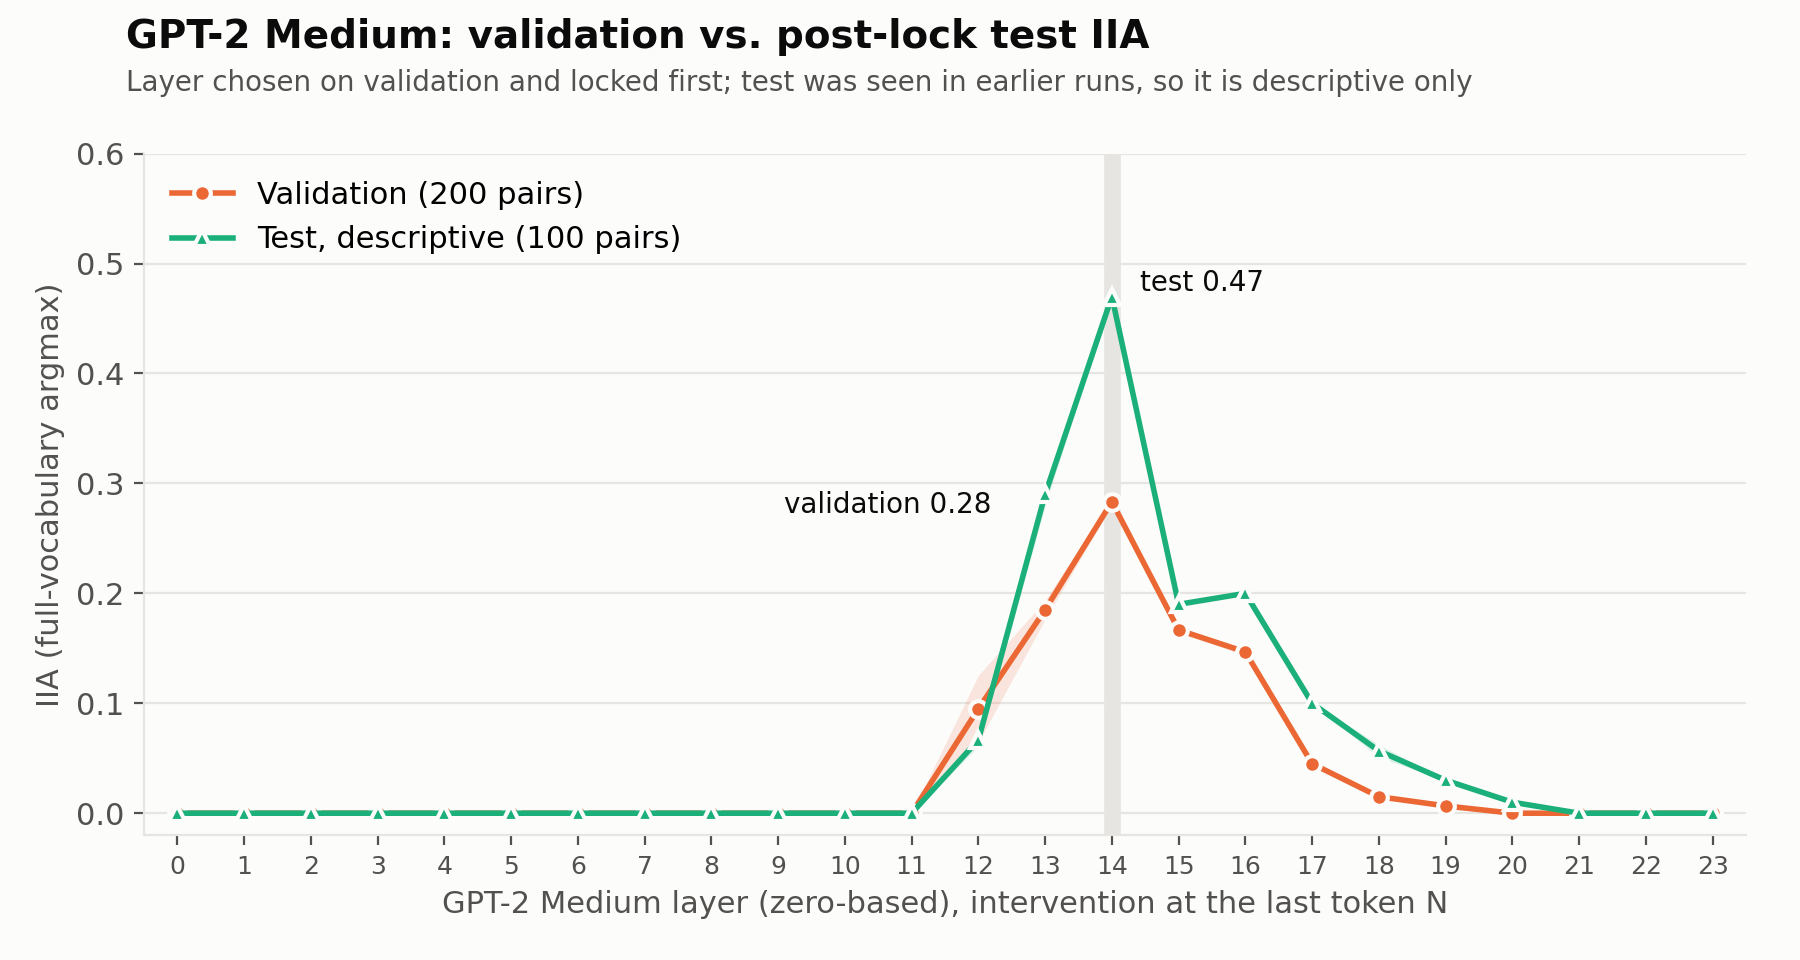 GPT-2 Medium: validation vs. post-lock test IIA
Layer chosen on validation and locked first; test was seen in earlier runs, so it is descriptive only
IIA (full-vocabulary argmax)
0.6
0.5
0.4
0.3
0.2
0.1
0.0
Validation (200 pairs)
Test, descriptive (100 pairs)
test 0.47
validation 0.28
0 1 2 3 4 5 6 7 8 9 10 11 12 13 14 15 16 17 18 19 20 21 22 23
GPT-2 Medium layer (zero-based), intervention at the last token N